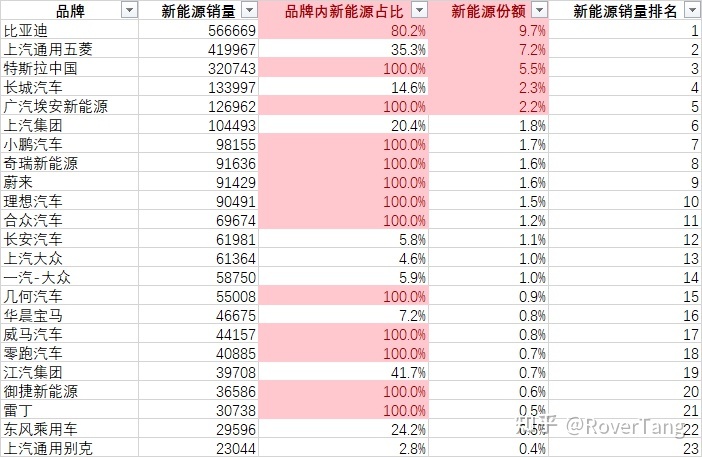 品牌 新能源销量 品牌内新能源占比 新能源份额 新能源销量排名
比亚迪 566669 80.2% 9.7% 1
上汽通用五菱 419967 35.3% 7.2% 2
特斯拉中国 320743 100.0% 5.5% 3
长城汽车 133997 14.6% 2.3% 4
广汽埃安新能源 126962 100.0% 2.2% 5
上汽集团 104493 20.4% 1.8% 6
小鹏汽车 98155 100.0% 1.7% 7
奇瑞新能源 91636 100.0% 1.6% 8
蔚来 91429 100.0% 1.6% 9
理想汽车 90491 100.0% 1.5% 10
合众汽车 69674 100.0% 1.2% 11
长安汽车 61981 5.8% 1.1% 12
上汽大众 61364 4.6% 1.0% 13
一汽-大众 58750 5.9% 1.0% 14
几何汽车 55008 100.0% 0.9% 15
华晨宝马 46675 7.2% 0.8% 16
威马汽车 44157 100.0% 0.8% 17
零跑汽车 40885 100.0% 0.7% 18
江汽集团 39708 41.7% 0.7% 19
御捷新能源 36586 100.0% 0.6% 20
雷丁 30738 100.0% 0.5% 21
东风乘用车 29596 24.2% 0.5% 22
上汽通用别克 23044 2.8% 0.4% 23
知乎 @RoverTang